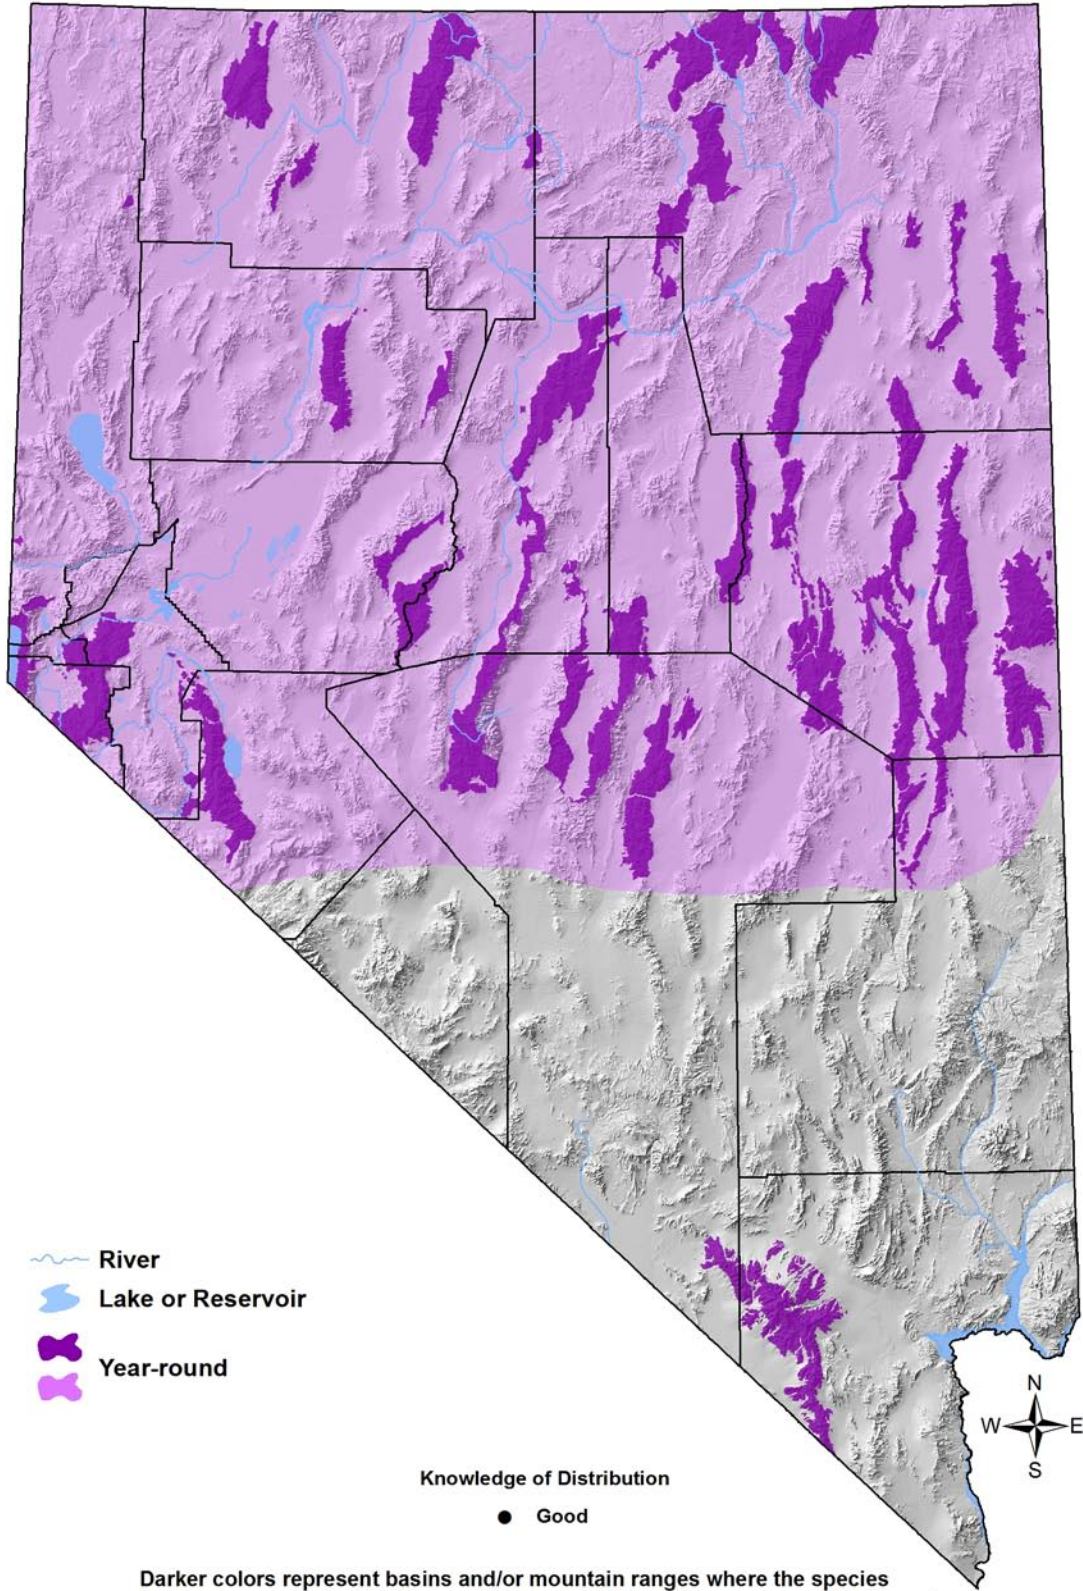 River
Lake or Reservoir
Year-round
N
W E
S
Knowledge of Distribution
Good
Darker colors represent basins and/or mountain ranges where the species